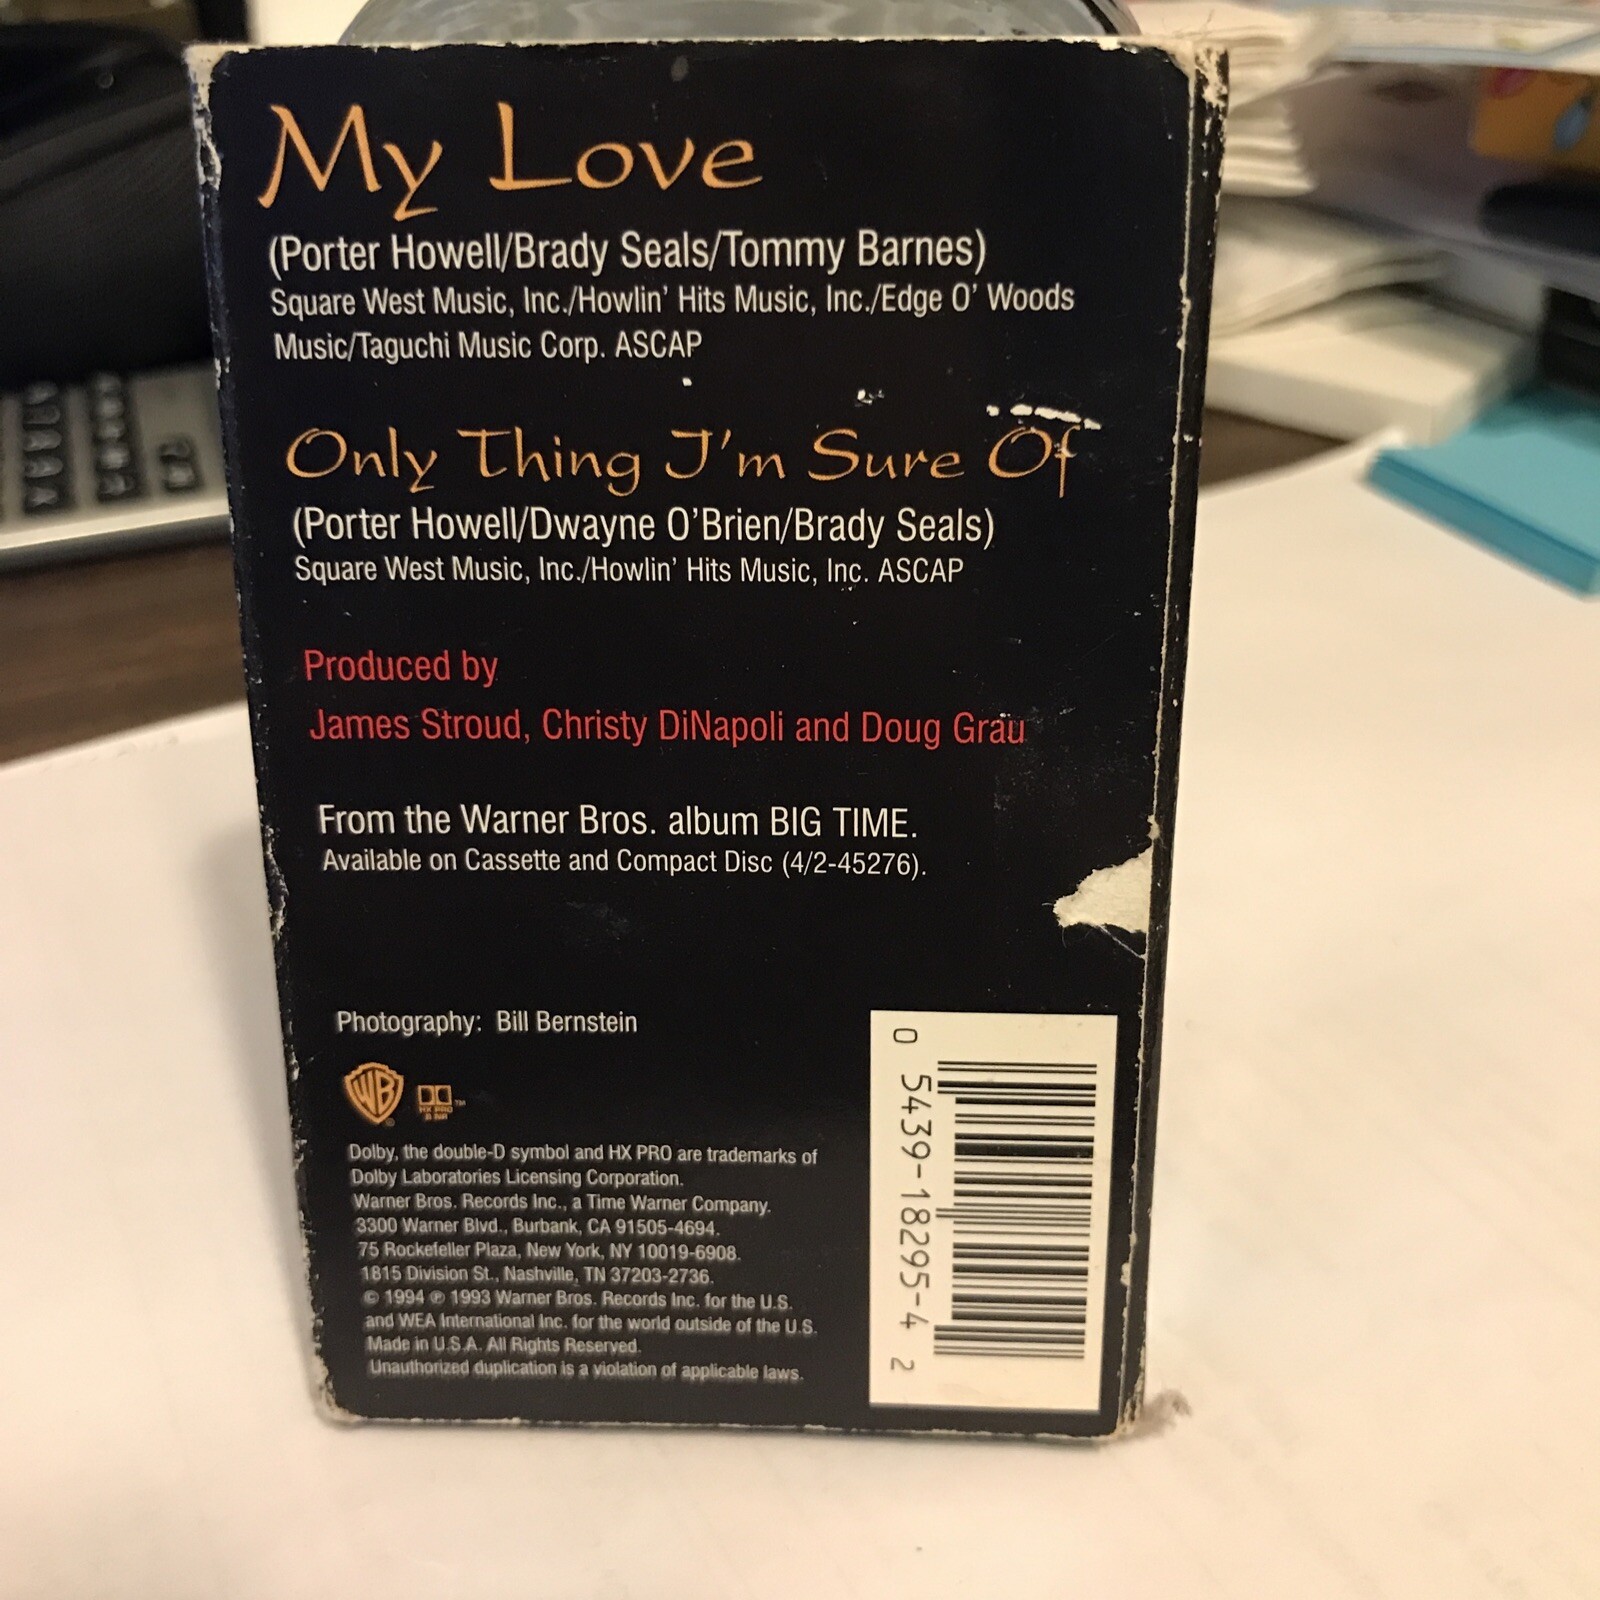 My Love
(Porter Howell/Brady Seals/Tommy Barnes)
Square West Music, Inc./Howlin' Hits Music, Inc./Edge O' Woods
Music/Taguchi Music Corp. ASCAP
Only Thing I'm Sure Of
(Porter Howell/Dwayne O'Brien/Brady Seals)
Square West Music, Inc./Howlin' Hits Music, Inc. ASCAP
Produced by
James Stroud, Christy DiNapoli and Doug Grau
From the Warner Bros. album BIG TIME.
Available on Cassette and Compact Disc (4/2-45276).
Photography: Bill Bernstein
WB
HX PRO
B NR
Dolby, the double-D symbol and HX PRO are trademarks of
Dolby Laboratories Licensing Corporation.
Warner Bros. Records Inc., a Time Warner Company.
3300 Warner Blvd., Burbank, CA 91505-4694.
75 Rockefeller Plaza, New York, NY 10019-6908.
1815 Division St., Nashville, TN 37203-2736.
© 1994 ℗ 1993 Warner Bros. Records Inc. for the U.S.
and WEA International Inc. for the world outside of the U.S.
Made in U.S.A. All Rights Reserved.
Unauthorized duplication is a violation of applicable laws.
0 5439-18295-4 2